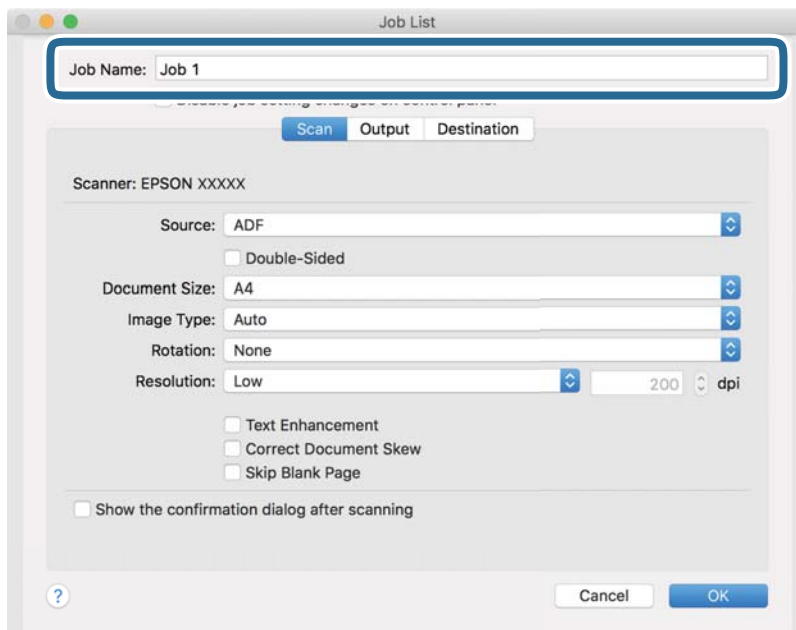 Job List
Job Name: Job 1
Scan Output Destination
Scanner: EPSON XXXXX
Source: ADF
Double-Sided
Document Size: A4
Image Type: Auto
Rotation: None
Resolution: Low 200 dpi
Text Enhancement
Correct Document Skew
Skip Blank Page
Show the confirmation dialog after scanning
? Cancel OK